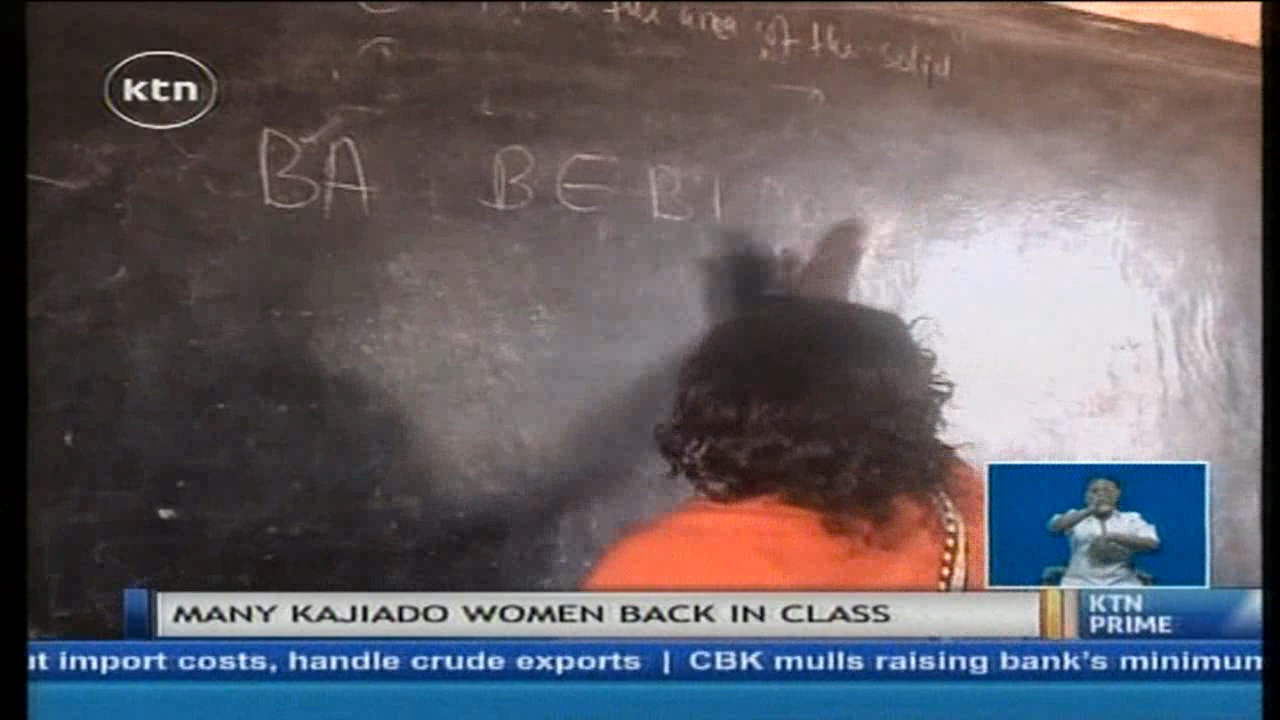 the area of the solid
ktn
BA BE BI
MANY KAJIADO WOMEN BACK IN CLASS
KTN
PRIME
ut import costs, handle crude exports | CBK mulls raising bank's minimum